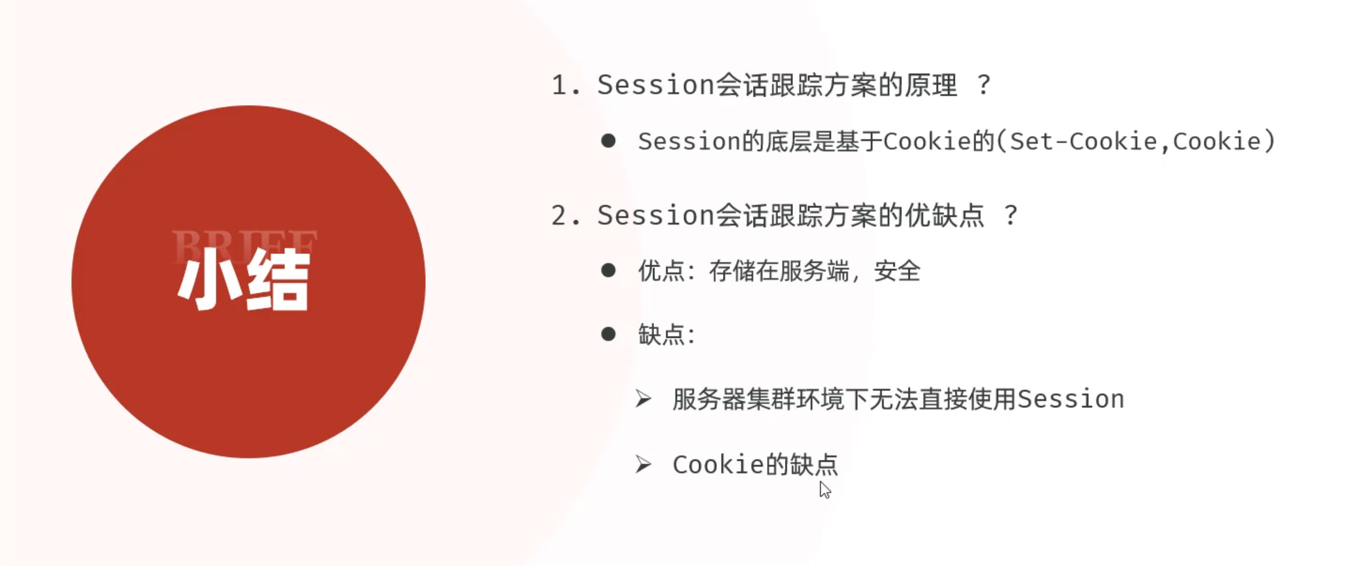 BRIEF
小结
1. Session会话跟踪方案的原理 ？
● Session的底层是基于Cookie的(Set-Cookie,Cookie)
2. Session会话跟踪方案的优缺点 ？
● 优点：存储在服务端，安全
● 缺点：
➢ 服务器集群环境下无法直接使用Session
➢ Cookie的缺点